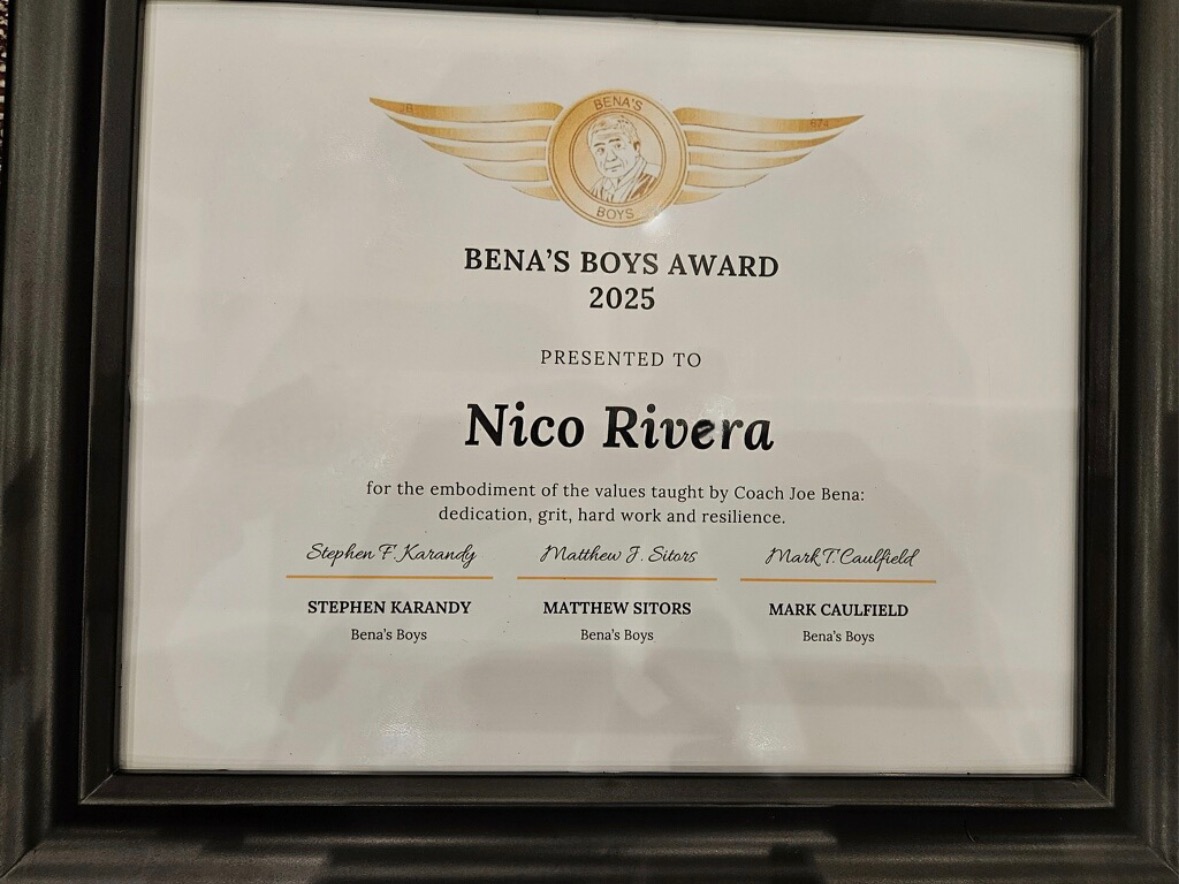 BENA'S
BOYS
BENA'S BOYS AWARD
2025
PRESENTED TO
Nico Rivera
for the embodiment of the values taught by Coach Joe Bena:
dedication, grit, hard work and resilience.
Stephen F. Karandy Matthew J. Sitors Mark T. Caulfield
STEPHEN KARANDY MATTHEW SITORS MARK CAULFIELD
Bena's Boys Bena's Boys Bena's Boys